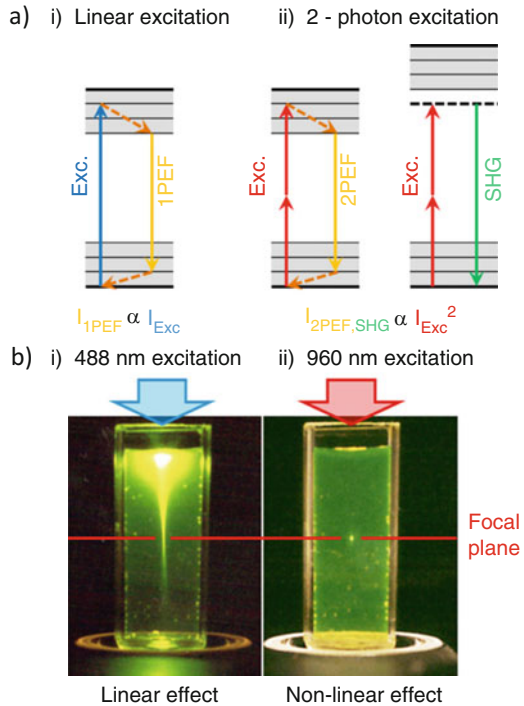 a) i) Linear excitation ii) 2 - photon excitation
Exc.
1PEF
Exc.
2PEF
Exc.
SHG
I1PEF α IExc I2PEF,SHG α IExc2
b) i) 488 nm excitation ii) 960 nm excitation
Focal
plane
Linear effect Non-linear effect